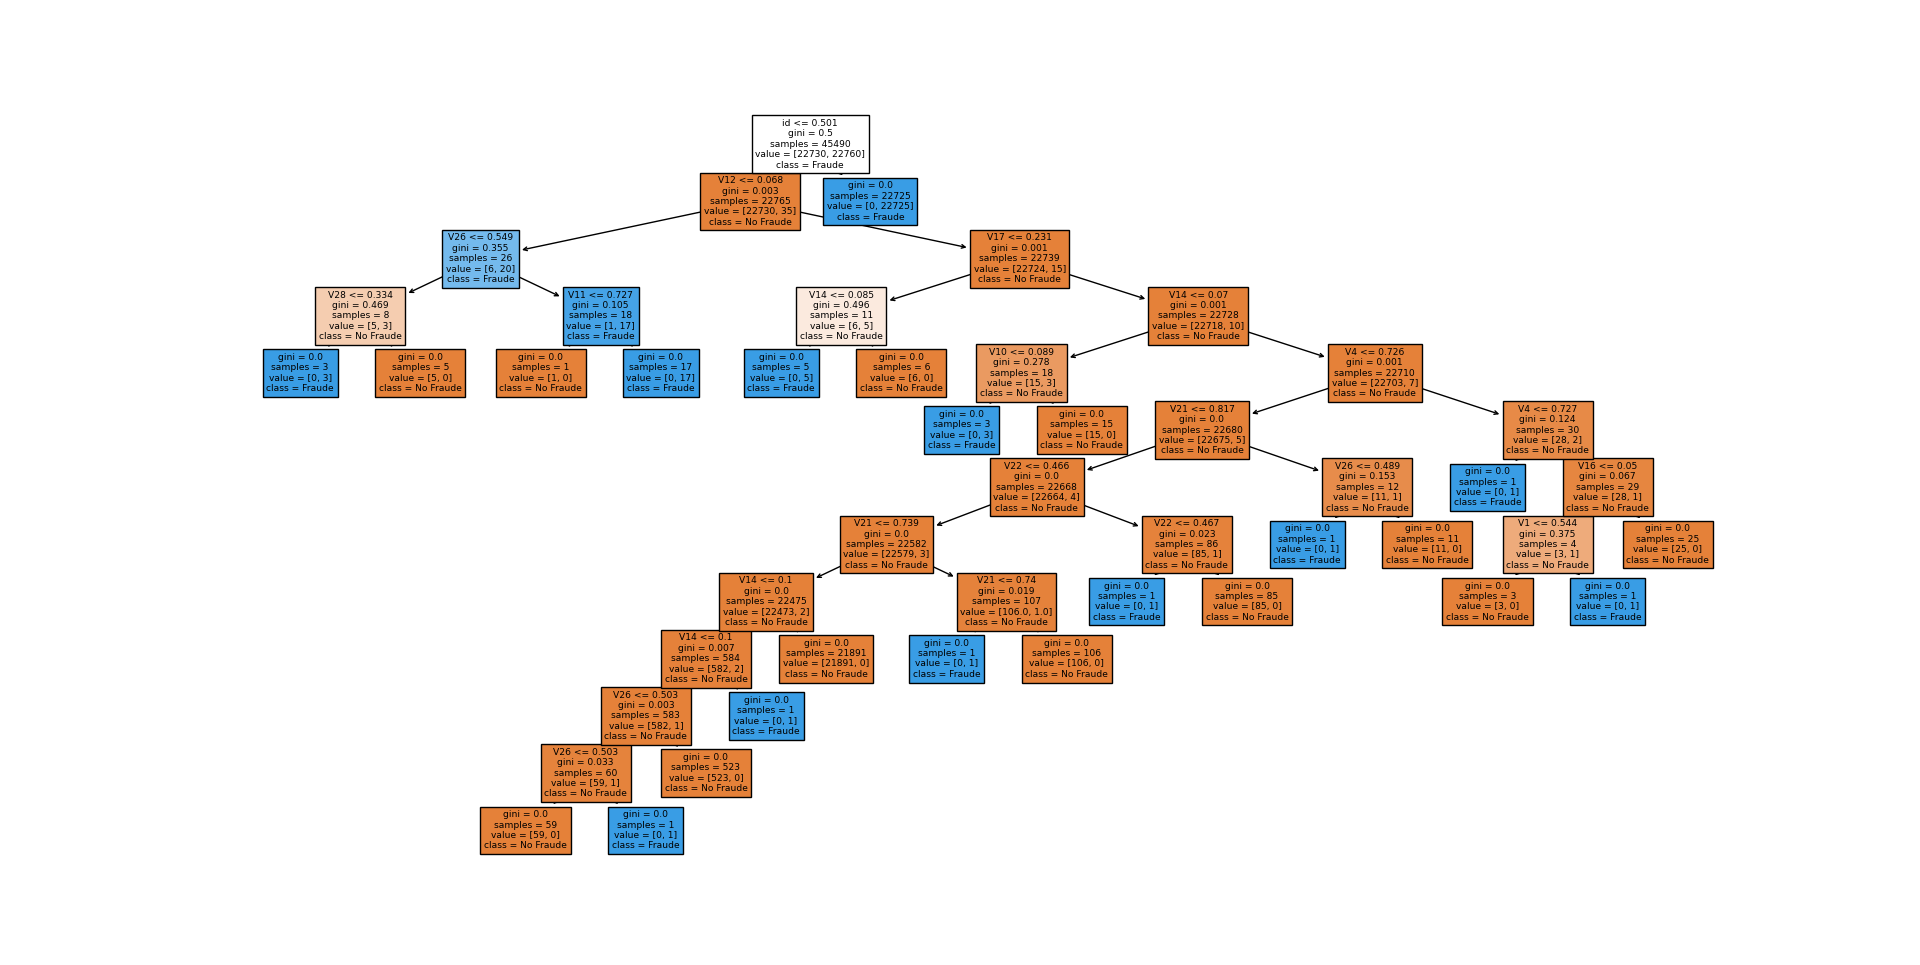 id <= 0.501
gini = 0.5
samples = 45490
value = [22730, 22760]
class = Fraude
V12 <= 0.068
gini = 0.003
samples = 22765
value = [22730, 35]
class = No Fraude
gini = 0.0
samples = 22725
value = [0, 22725]
class = Fraude
V26 <= 0.549
gini = 0.355
samples = 26
value = [6, 20]
class = Fraude
V17 <= 0.231
gini = 0.001
samples = 22739
value = [22724, 15]
class = No Fraude
V28 <= 0.334
gini = 0.469
samples = 8
value = [5, 3]
class = No Fraude
V11 <= 0.727
gini = 0.105
samples = 18
value = [1, 17]
class = Fraude
V14 <= 0.085
gini = 0.496
samples = 11
value = [6, 5]
class = No Fraude
V14 <= 0.07
gini = 0.001
samples = 22728
value = [22718, 10]
class = No Fraude
gini = 0.0
samples = 3
value = [0, 3]
class = Fraude
gini = 0.0
samples = 5
value = [5, 0]
class = No Fraude
gini = 0.0
samples = 1
value = [1, 0]
class = No Fraude
gini = 0.0
samples = 17
value = [0, 17]
class = Fraude
gini = 0.0
samples = 5
value = [0, 5]
class = Fraude
gini = 0.0
samples = 6
value = [6, 0]
class = No Fraude
V10 <= 0.089
gini = 0.278
samples = 18
value = [15, 3]
class = No Fraude
V4 <= 0.726
gini = 0.001
samples = 22710
value = [22703, 7]
class = No Fraude
gini = 0.0
samples = 3
value = [0, 3]
class = Fraude
gini = 0.0
samples = 15
value = [15, 0]
class = No Fraude
V21 <= 0.817
gini = 0.0
samples = 22680
value = [22675, 5]
class = No Fraude
V4 <= 0.727
gini = 0.124
samples = 30
value = [28, 2]
class = No Fraude
V22 <= 0.466
gini = 0.0
samples = 22668
value = [22664, 4]
class = No Fraude
V26 <= 0.489
gini = 0.153
samples = 12
value = [11, 1]
class = No Fraude
gini = 0.0
samples = 1
value = [0, 1]
class = Fraude
V16 <= 0.05
gini = 0.067
samples = 29
value = [28, 1]
class = No Fraude
V21 <= 0.739
gini = 0.0
samples = 22582
value = [22579, 3]
class = No Fraude
V22 <= 0.467
gini = 0.023
samples = 86
value = [85, 1]
class = No Fraude
gini = 0.0
samples = 1
value = [0, 1]
class = Fraude
gini = 0.0
samples = 11
value = [11, 0]
class = No Fraude
V1 <= 0.544
gini = 0.375
samples = 4
value = [3, 1]
class = No Fraude
gini = 0.0
samples = 25
value = [25, 0]
class = No Fraude
V14 <= 0.1
gini = 0.0
samples = 22475
value = [22473, 2]
class = No Fraude
V21 <= 0.74
gini = 0.019
samples = 107
value = [106.0, 1.0]
class = No Fraude
gini = 0.0
samples = 1
value = [0, 1]
class = Fraude
gini = 0.0
samples = 85
value = [85, 0]
class = No Fraude
gini = 0.0
samples = 3
value = [3, 0]
class = No Fraude
gini = 0.0
samples = 1
value = [0, 1]
class = Fraude
V14 <= 0.1
gini = 0.007
samples = 584
value = [582, 2]
class = No Fraude
gini = 0.0
samples = 21891
value = [21891, 0]
class = No Fraude
gini = 0.0
samples = 1
value = [0, 1]
class = Fraude
gini = 0.0
samples = 106
value = [106, 0]
class = No Fraude
V26 <= 0.503
gini = 0.003
samples = 583
value = [582, 1]
class = No Fraude
gini = 0.0
samples = 1
value = [0, 1]
class = Fraude
V26 <= 0.503
gini = 0.033
samples = 60
value = [59, 1]
class = No Fraude
gini = 0.0
samples = 523
value = [523, 0]
class = No Fraude
gini = 0.0
samples = 59
value = [59, 0]
class = No Fraude
gini = 0.0
samples = 1
value = [0, 1]
class = Fraude